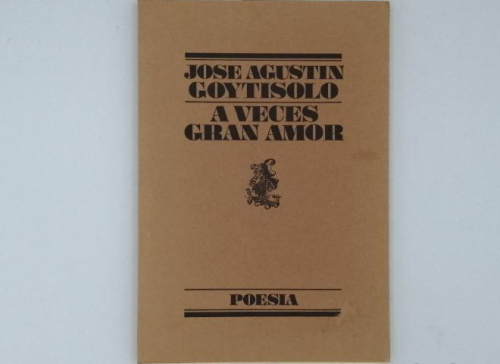 JOSE AGUSTIN
GOYTISOLO
A VECES
GRAN AMOR
POESIA